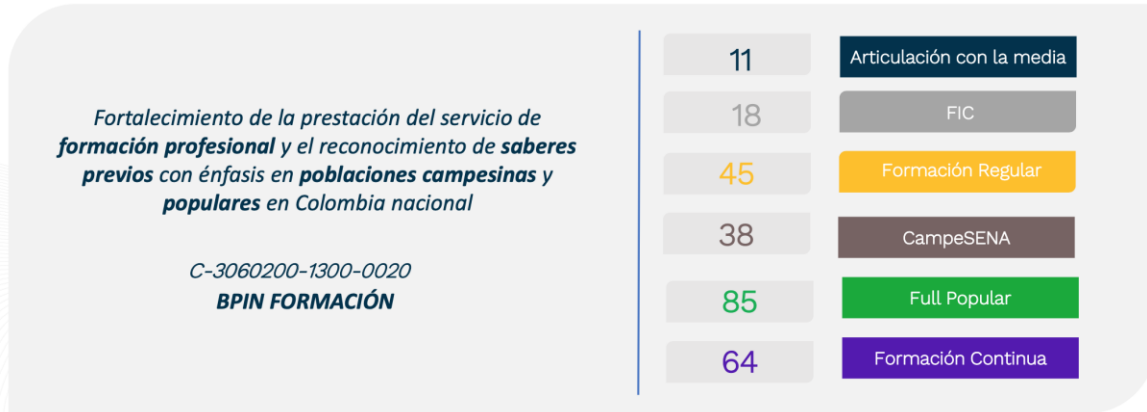 Fortalecimiento de la prestación del servicio de
formación profesional y el reconocimiento de saberes
previos con énfasis en poblaciones campesinas y
populares en Colombia nacional
C-3060200-1300-0020
BPIN FORMACIÓN
11 Articulación con la media
18 FIC
45 Formación Regular
38 CampeSENA
85 Full Popular
64 Formación Continua